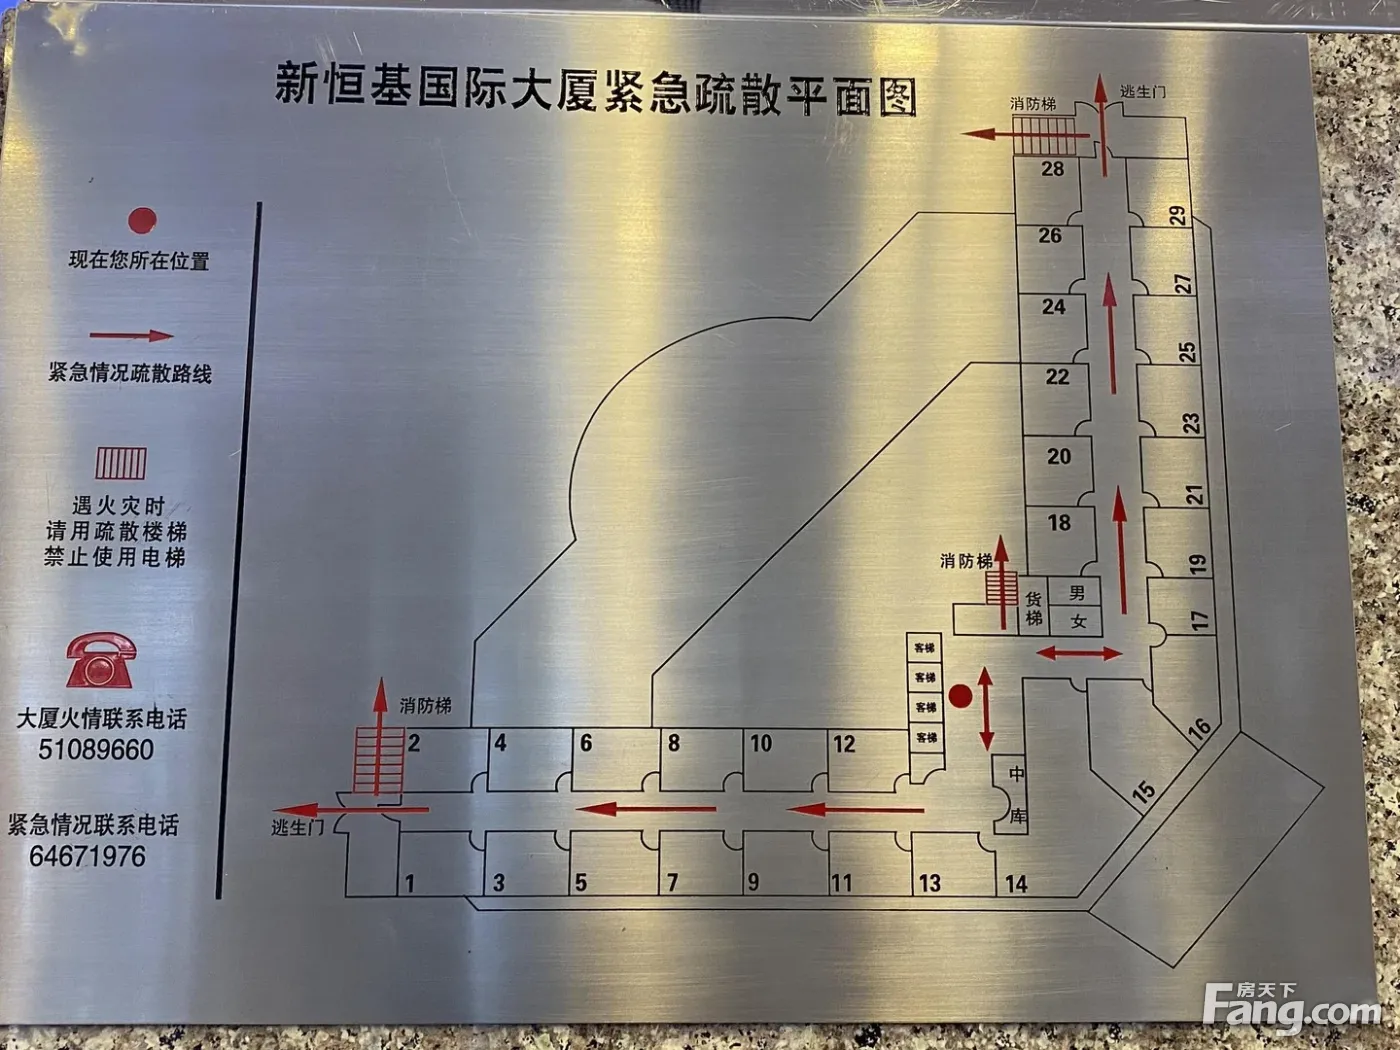 新恒基国际大厦紧急疏散平面图
现在您所在位置
紧急情况疏散路线
遇火灾时
请用疏散楼梯
禁止使用电梯
大厦火情联系电话
51089660
紧急情况联系电话
64671976
消防梯
逃生门
28
29
26
27
24
25
22
23
20
21
18
19
消防梯
货梯
男
女
17
客梯
客梯
客梯
客梯
16
15
中库
消防梯
2
4
6
8
10
12
逃生门
1
3
5
7
9
11
13
14
房天下
Fang.com